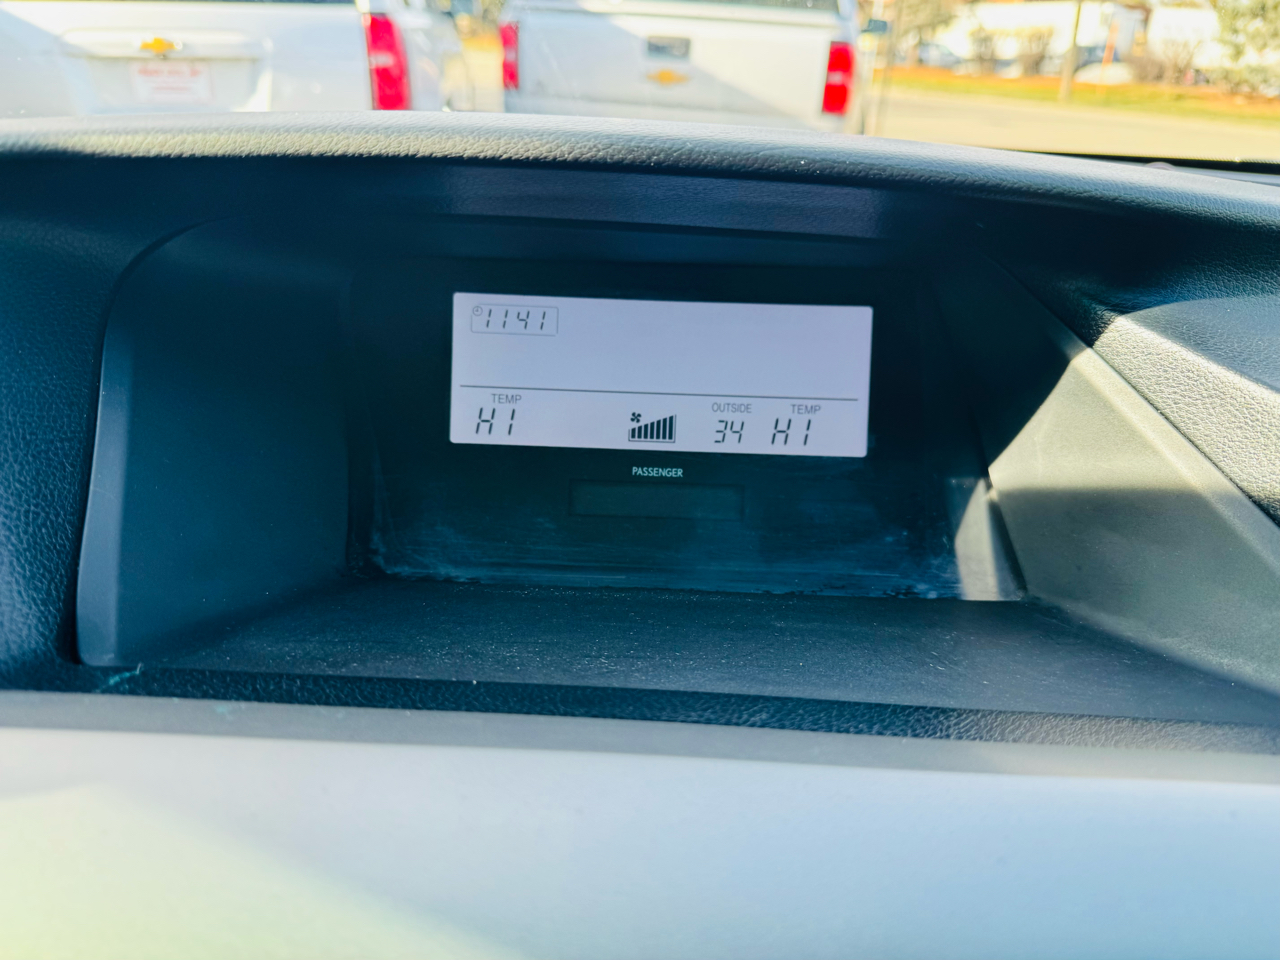 1141
TEMP
HI
OUTSIDE
34
TEMP
HI
PASSENGER